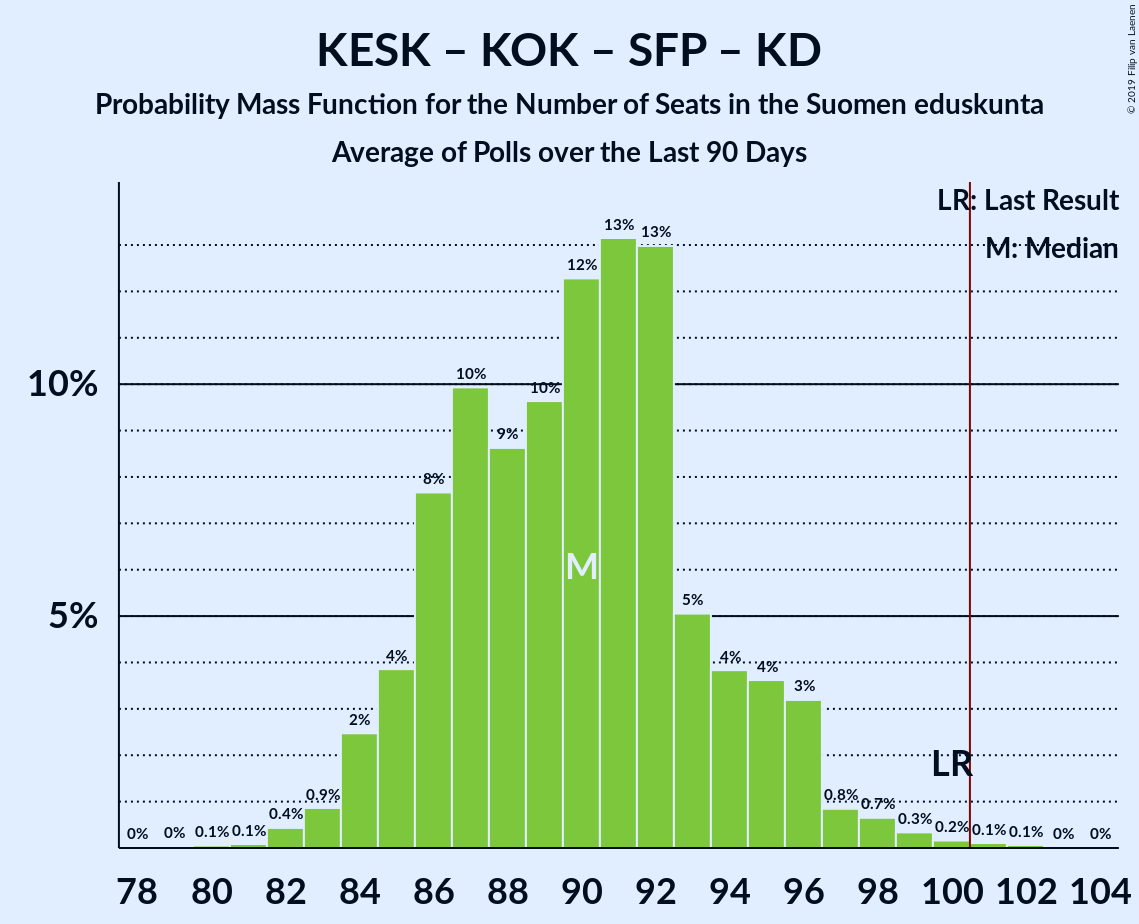 KESK – KOK – SFP – KD
Probability Mass Function for the Number of Seats in the Suomen eduskunta
Average of Polls over the Last 90 Days
© 2019 Filip van Laenen
LR: Last Result
M: Median
10%
5%
0% 0% 0.1% 0.1% 0.4% 0.9% 2% 4% 8% 10% 9% 10% 12% 13% 13% 5% 4% 4% 3% 0.8% 0.7% 0.3% 0.2% 0.1% 0.1% 0% 0%
M
LR
78 80 82 84 86 88 90 92 94 96 98 100 102 104